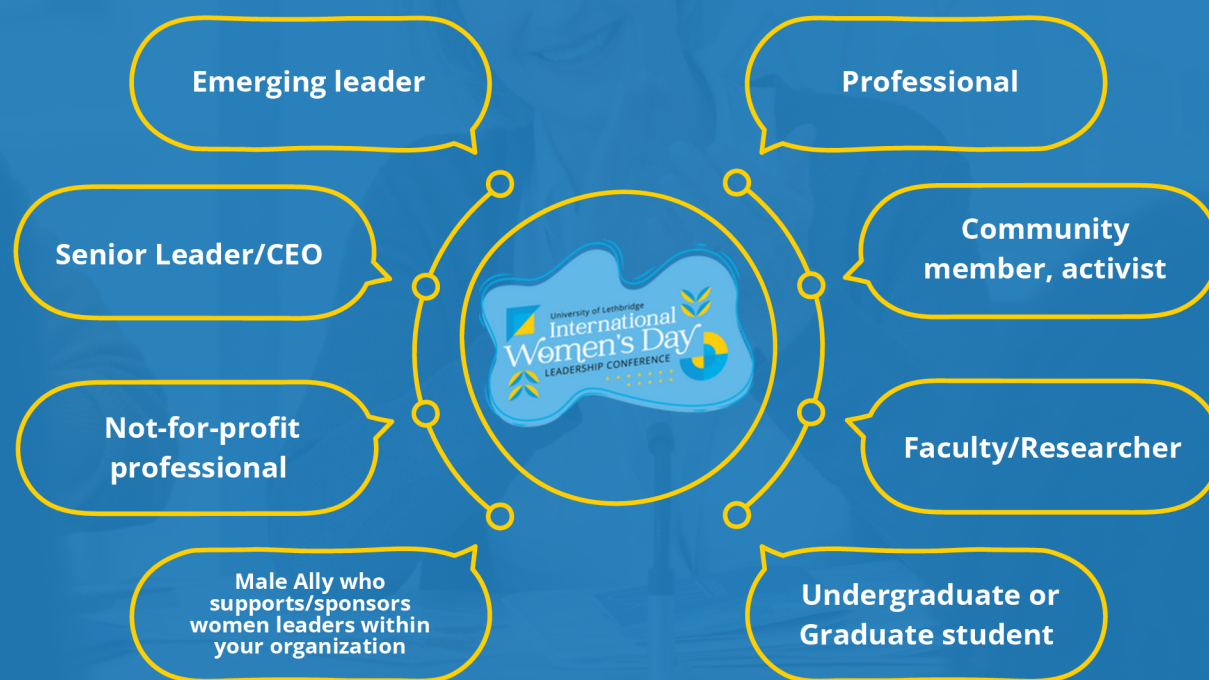 Emerging leader
Professional
Senior Leader/CEO
Community
member, activist
University of Lethbridge
International
Women's Day
LEADERSHIP CONFERENCE
Not-for-profit
professional
Faculty/Researcher
Male Ally who
supports/sponsors
women leaders within
your organization
Undergraduate or
Graduate student